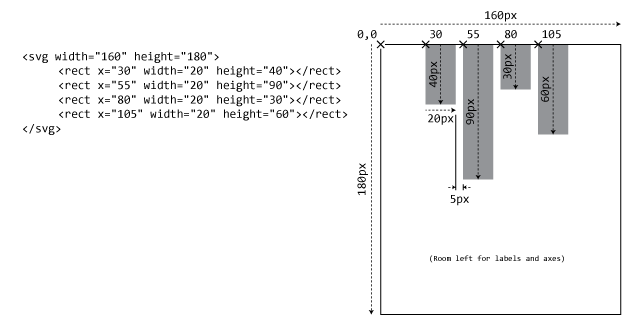 160px
0,0 30 55 80 105
<svg width="160" height="180">
<rect x="30" width="20" height="40"></rect>
<rect x="55" width="20" height="90"></rect>
<rect x="80" width="20" height="30"></rect>
<rect x="105" width="20" height="60"></rect>
</svg>
40px
90px
30px
60px
20px
180px
5px
(Room left for labels and axes)